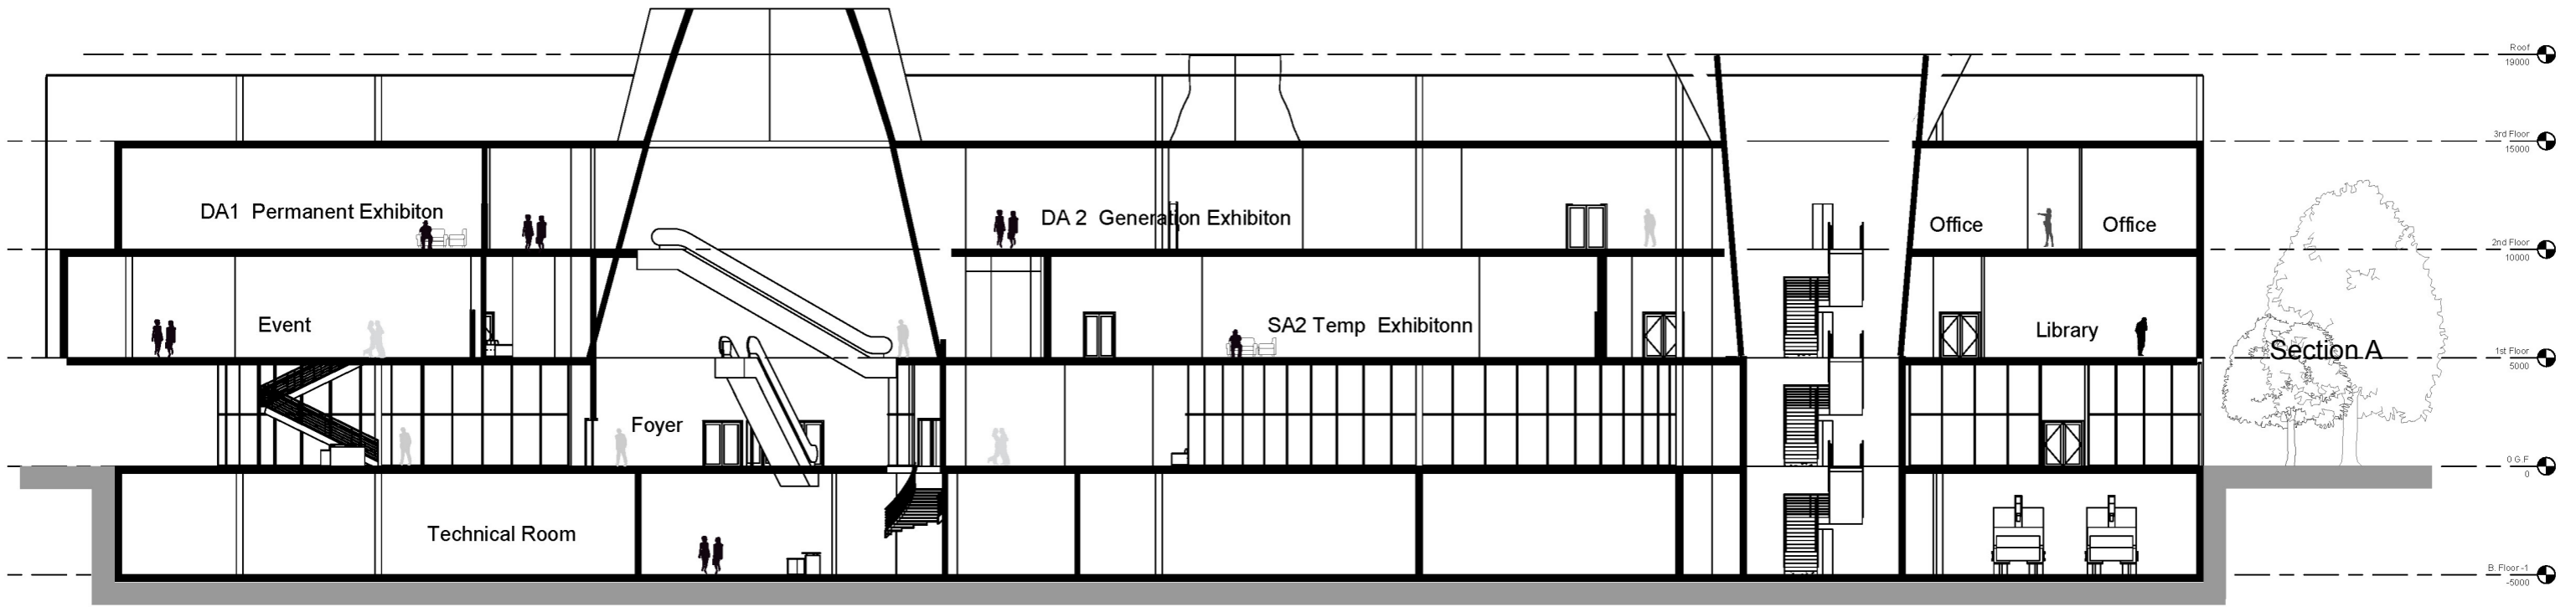 Roof
19000
3rd Floor
15000
DA1 Permanent Exhibiton
DA 2 Generation Exhibiton
Office
Office
2nd Floor
10000
Event
SA2 Temp Exhibitonn
Library
Section A
1st Floor
5000
Foyer
0 G.F
0
Technical Room
B. Floor -1
-5000